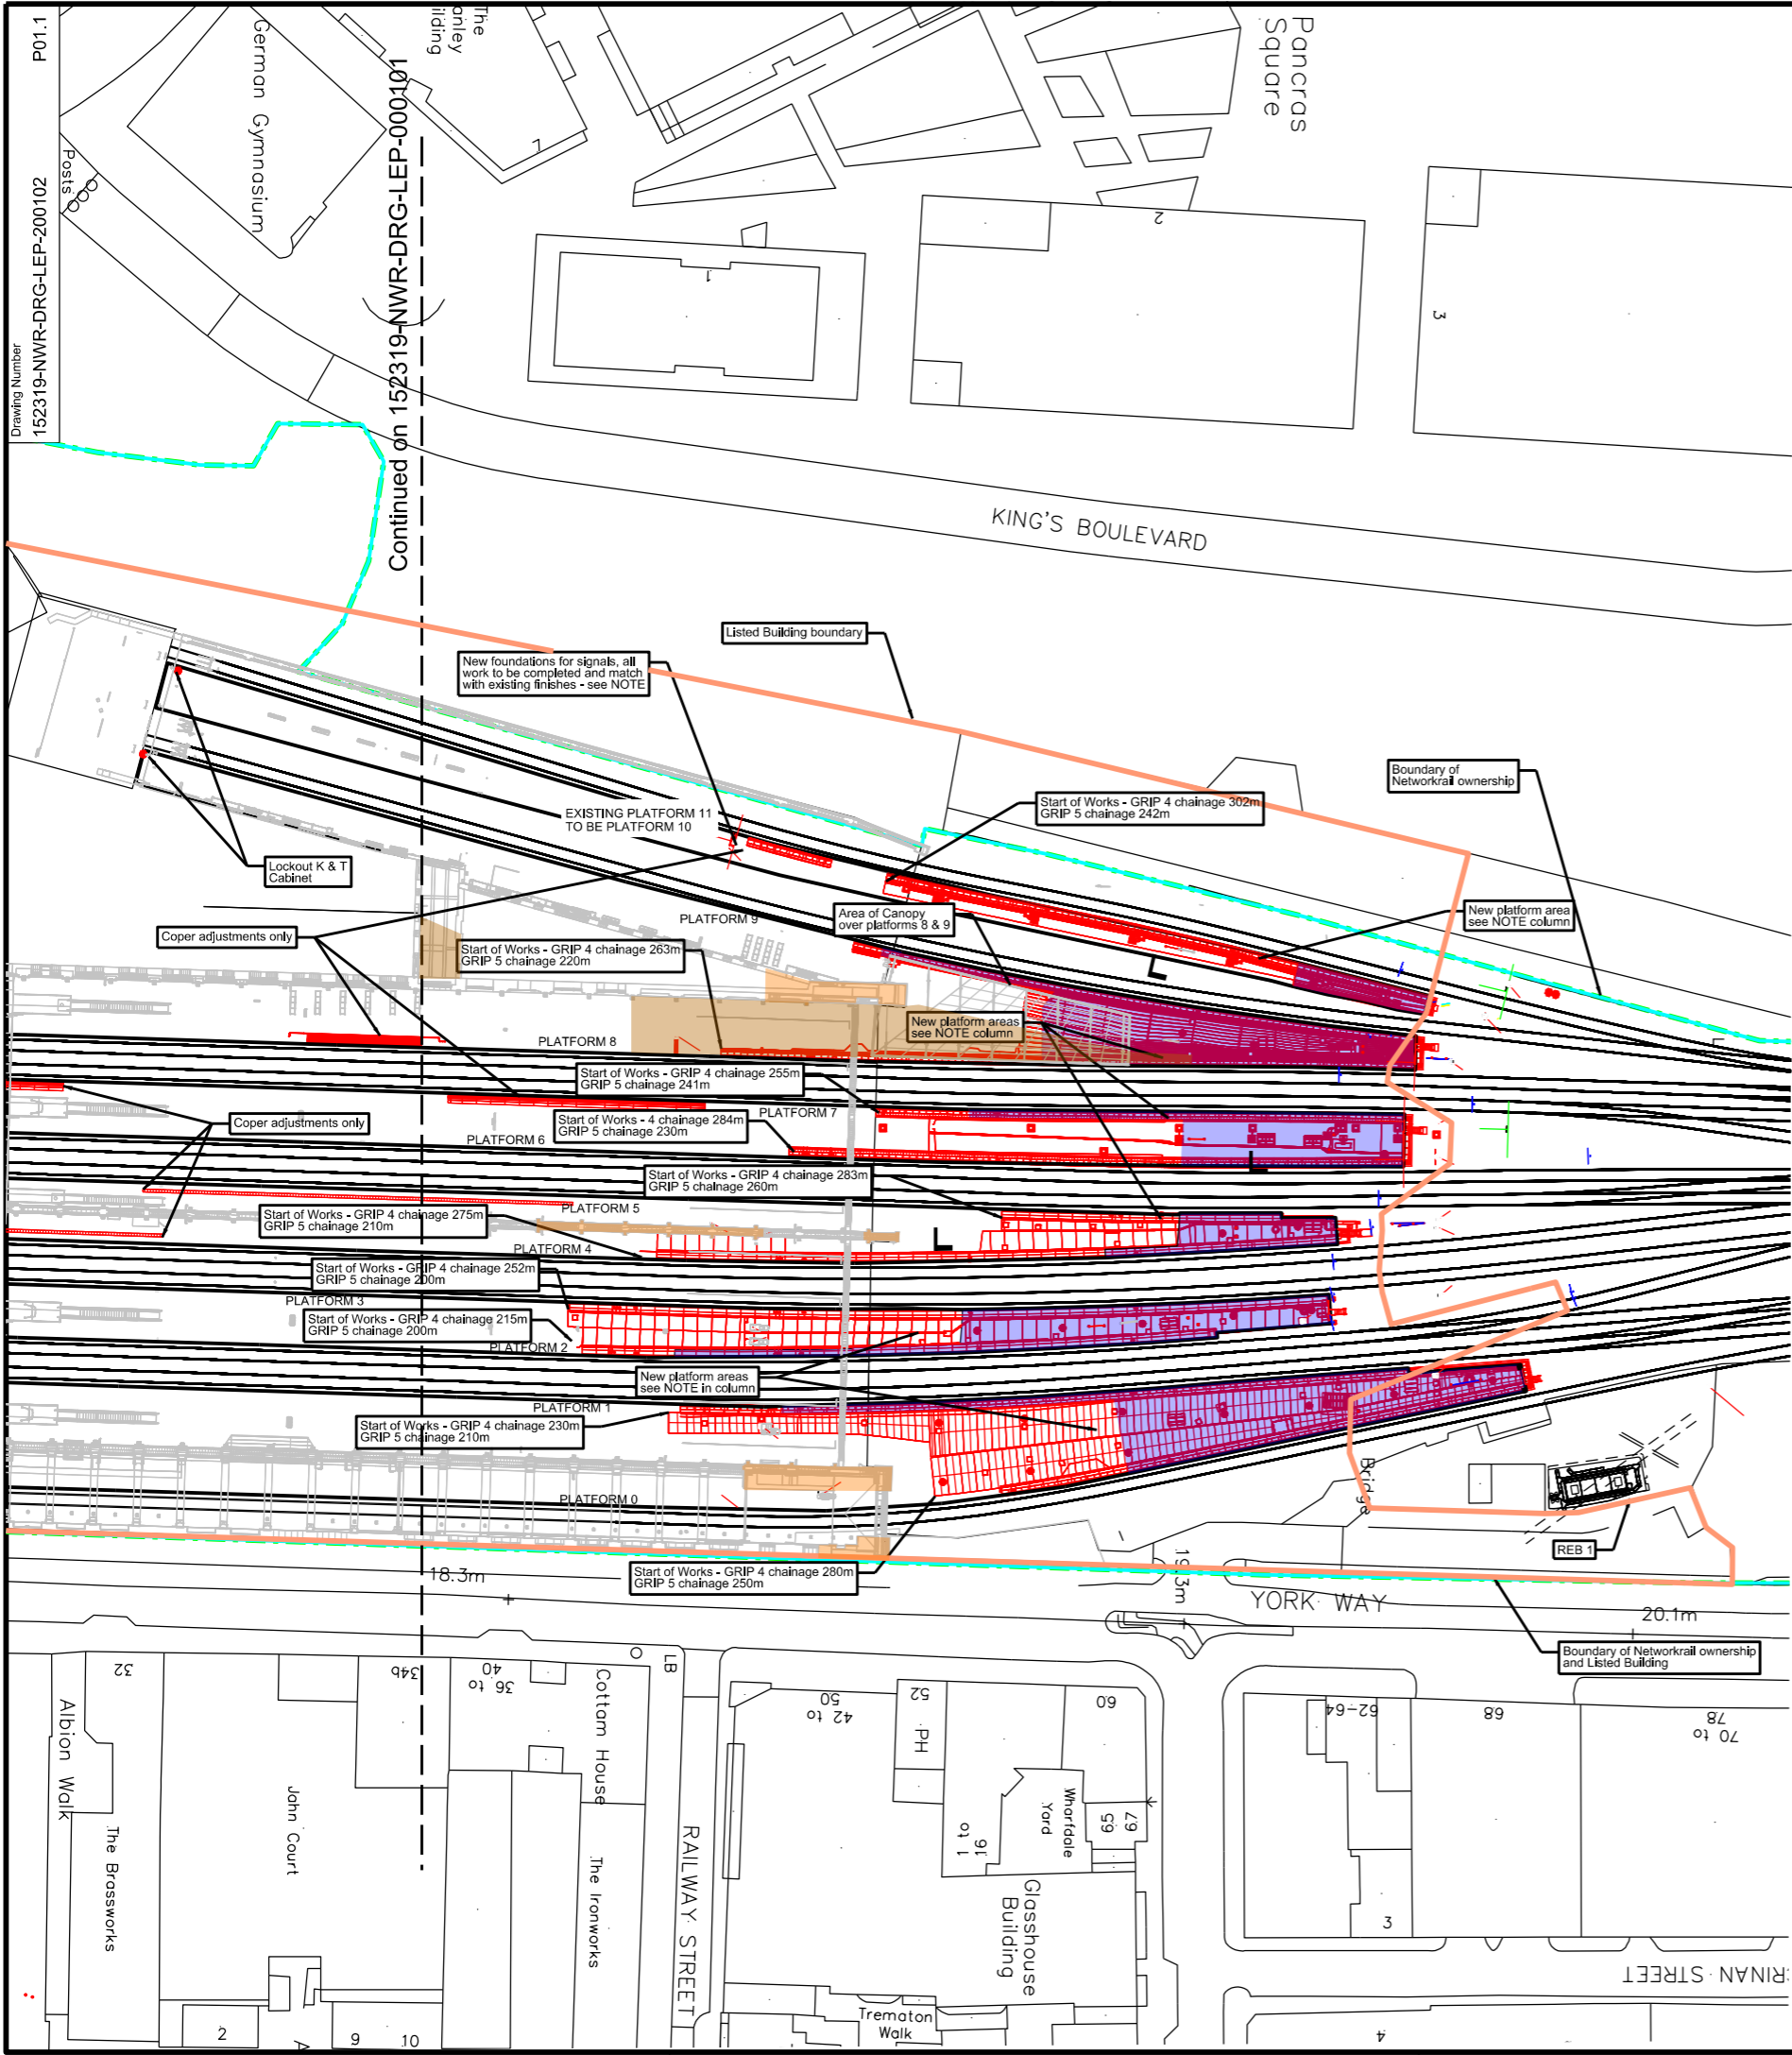 Drawing Number
152319-NWR-DRG-LEP-200102
P01.1
Continued on 152319-NWR-DRG-LEP-000101
German Gymnasium
Posts
The
anley
ilding
7
Pancras
Square
1
2
3
KING'S BOULEVARD
Listed Building boundary
New foundations for signals, all
work to be completed and match
with existing finishes - see NOTE
Boundary of
Networkrail ownership
Start of Works - GRIP 4 chainage 302m
GRIP 5 chainage 242m
EXISTING PLATFORM 11
TO BE PLATFORM 10
Lockout K & T
Cabinet
PLATFORM 9
Area of Canopy
over platforms 8 & 9
New platform area
see NOTE column
Coper adjustments only
Start of Works - GRIP 4 chainage 263m
GRIP 5 chainage 220m
New platform areas
see NOTE column
PLATFORM 8
Start of Works - GRIP 4 chainage 255m
GRIP 5 chainage 241m
Coper adjustments only
Start of Works - 4 chainage 284m
GRIP 5 chainage 230m
PLATFORM 7
PLATFORM 6
Start of Works - GRIP 4 chainage 283m
GRIP 5 chainage 260m
PLATFORM 5
Start of Works - GRIP 4 chainage 275m
GRIP 5 chainage 210m
PLATFORM 4
Start of Works - GRIP 4 chainage 252m
GRIP 5 chainage 200m
PLATFORM 3
Start of Works - GRIP 4 chainage 215m
GRIP 5 chainage 200m
PLATFORM 2
New platform areas
see NOTE in column
PLATFORM 1
Start of Works - GRIP 4 chainage 230m
GRIP 5 chainage 210m
PLATFORM 0
Bridge
REB 1
Start of Works - GRIP 4 chainage 280m
GRIP 5 chainage 250m
18.3m
19.3m
YORK WAY
20.1m
Boundary of Networkrail ownership
and Listed Building
32
34b
36 to
40
LB
42 to
50
52
PH
60
62-64
68
70 to
78
Albion Walk
The Brassworks
John Court
Cottam House
The Ironworks
RAILWAY STREET
1 to
16
Wharfdale
Yard
65
67
Glasshouse
Building
Trematon
Walk
3
RINAN STREET
4
2
9
10
A